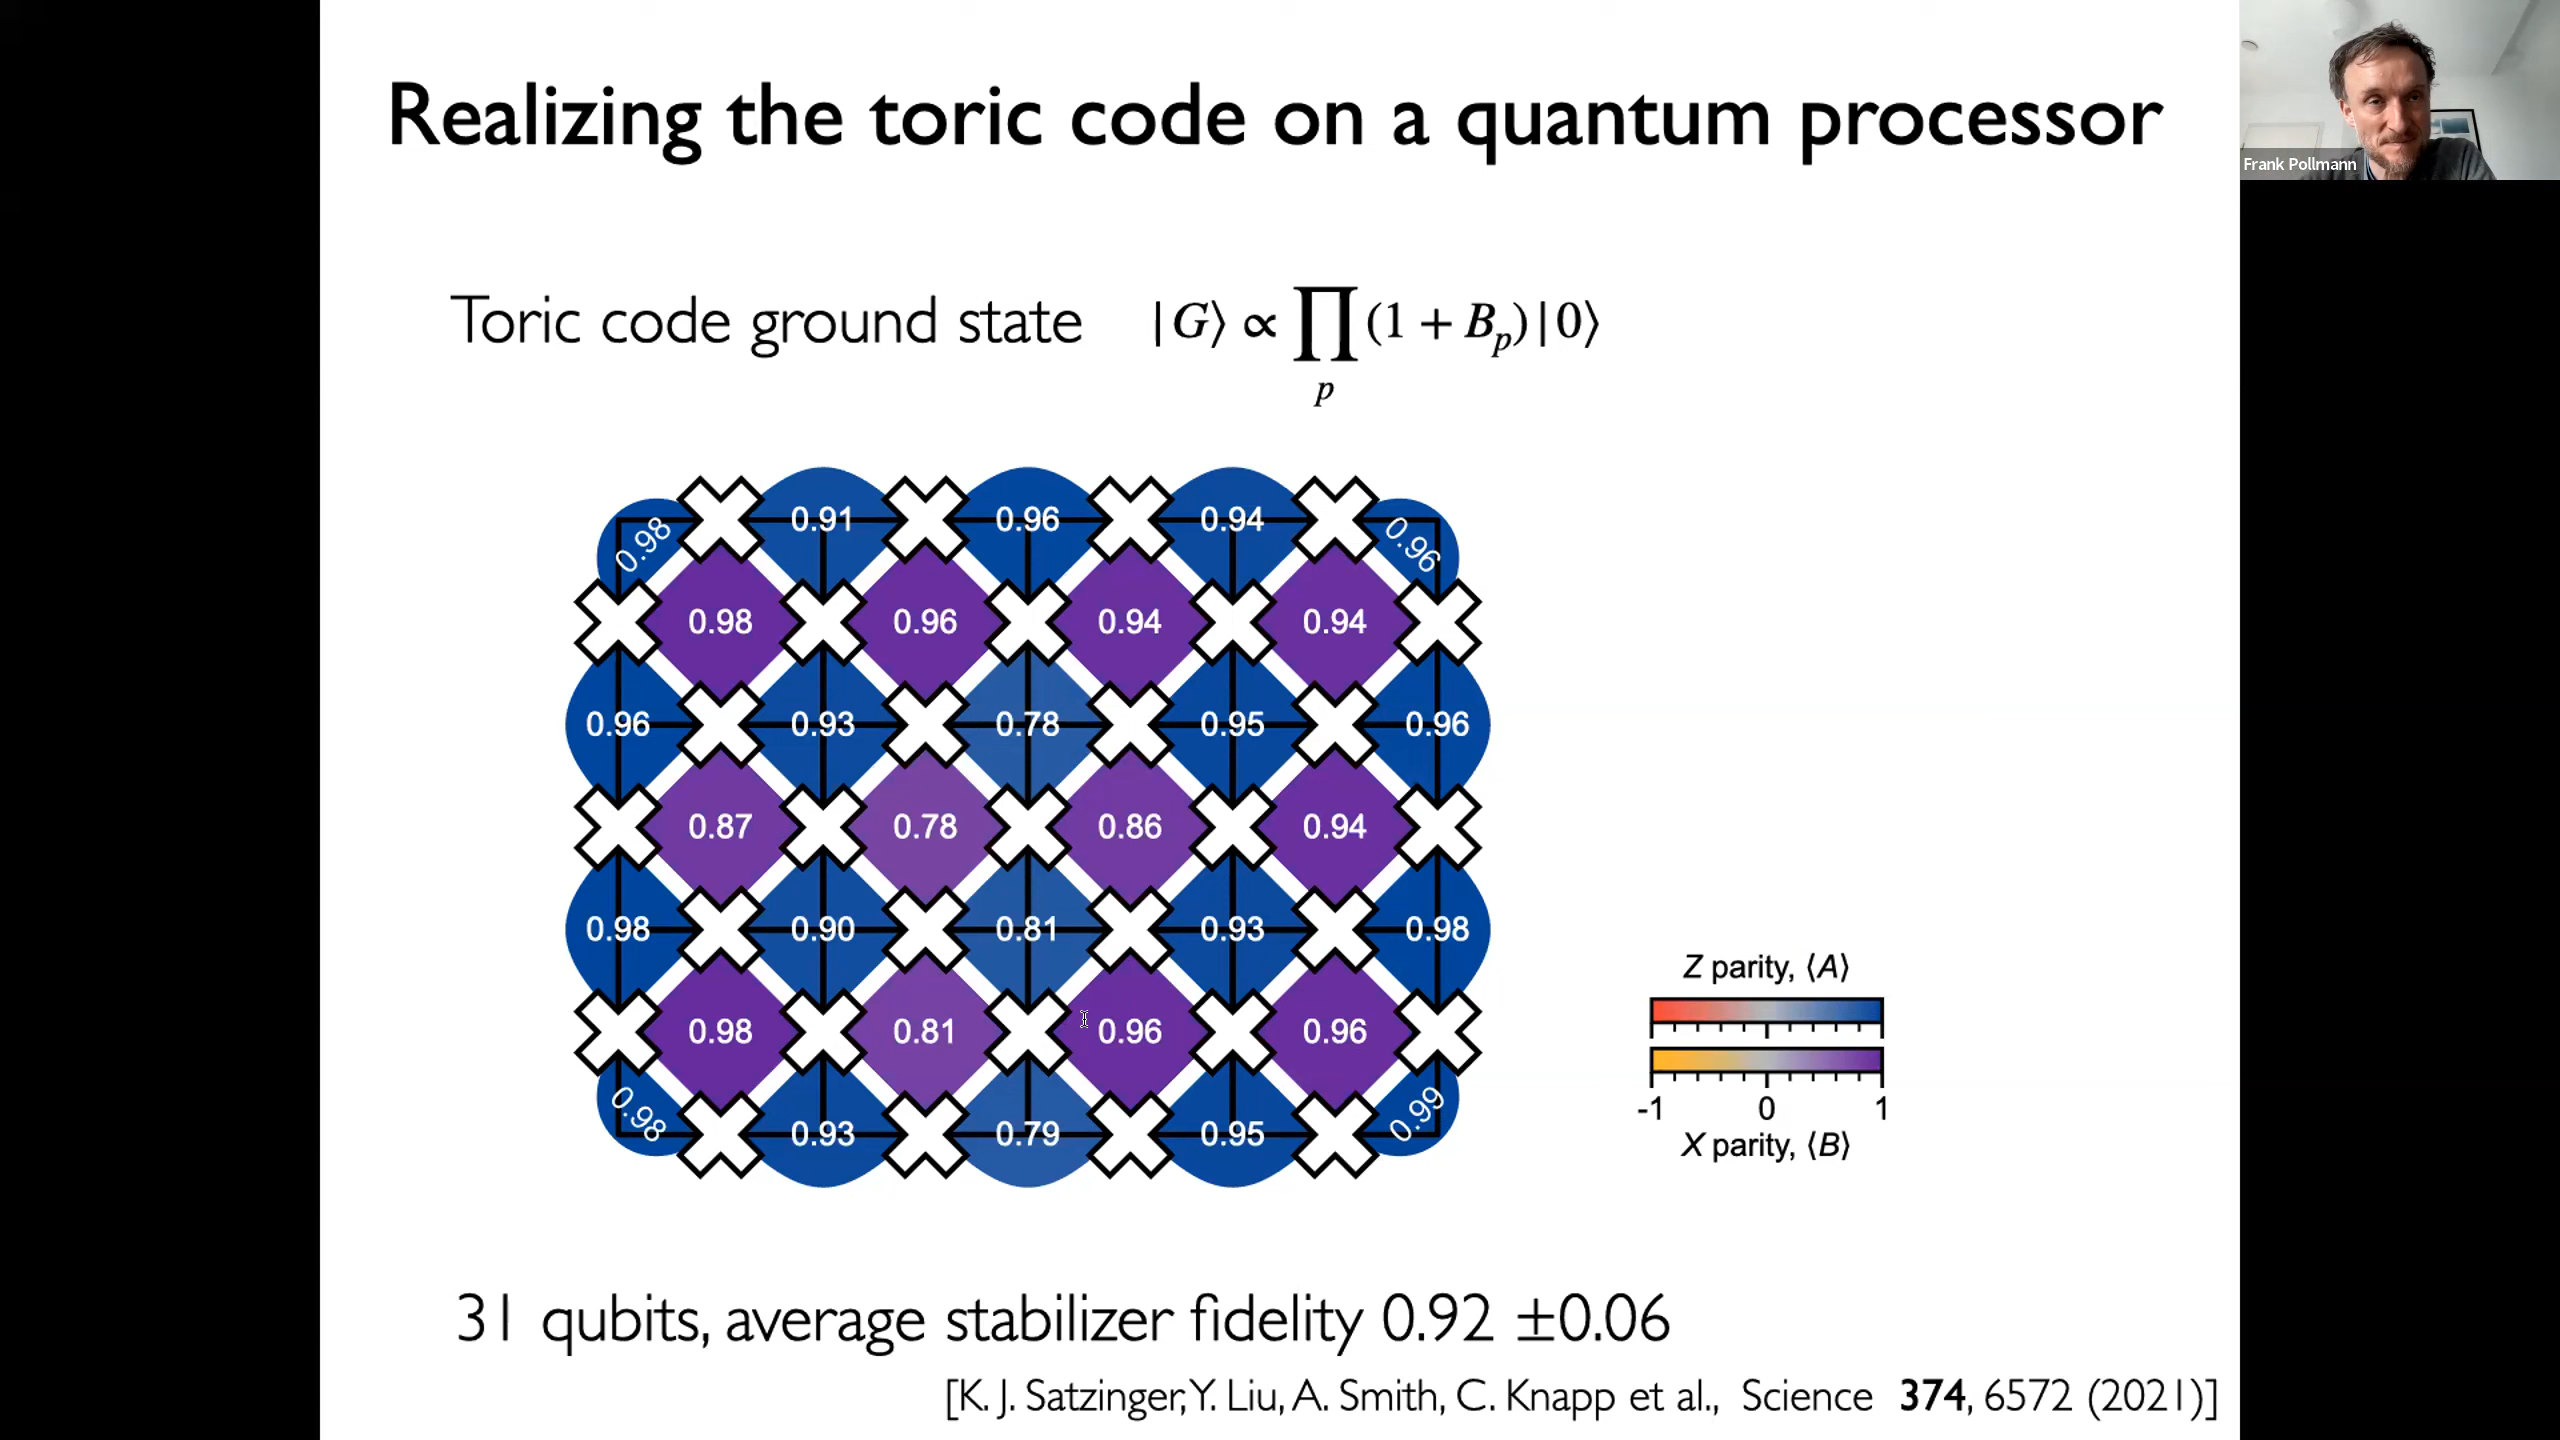 Realizing the toric code on a quantum processor
Frank Pollmann
Toric code ground state |G⟩ ∝ ∏ (1 + Bₚ)|0⟩
p
0.98 0.91 0.96 0.94 0.96
0.98 0.96 0.94 0.94
0.96 0.93 0.78 0.95 0.96
0.87 0.78 0.86 0.94
0.98 0.90 0.81 0.93 0.98
0.98 0.81 0.96 0.96
0.98 0.93 0.79 0.95 0.99
Z parity, ⟨A⟩
-1 0 1
X parity, ⟨B⟩
31 qubits, average stabilizer fidelity 0.92 ±0.06
[K. J. Satzinger, Y. Liu, A. Smith, C. Knapp et al., Science 374, 6572 (2021)]